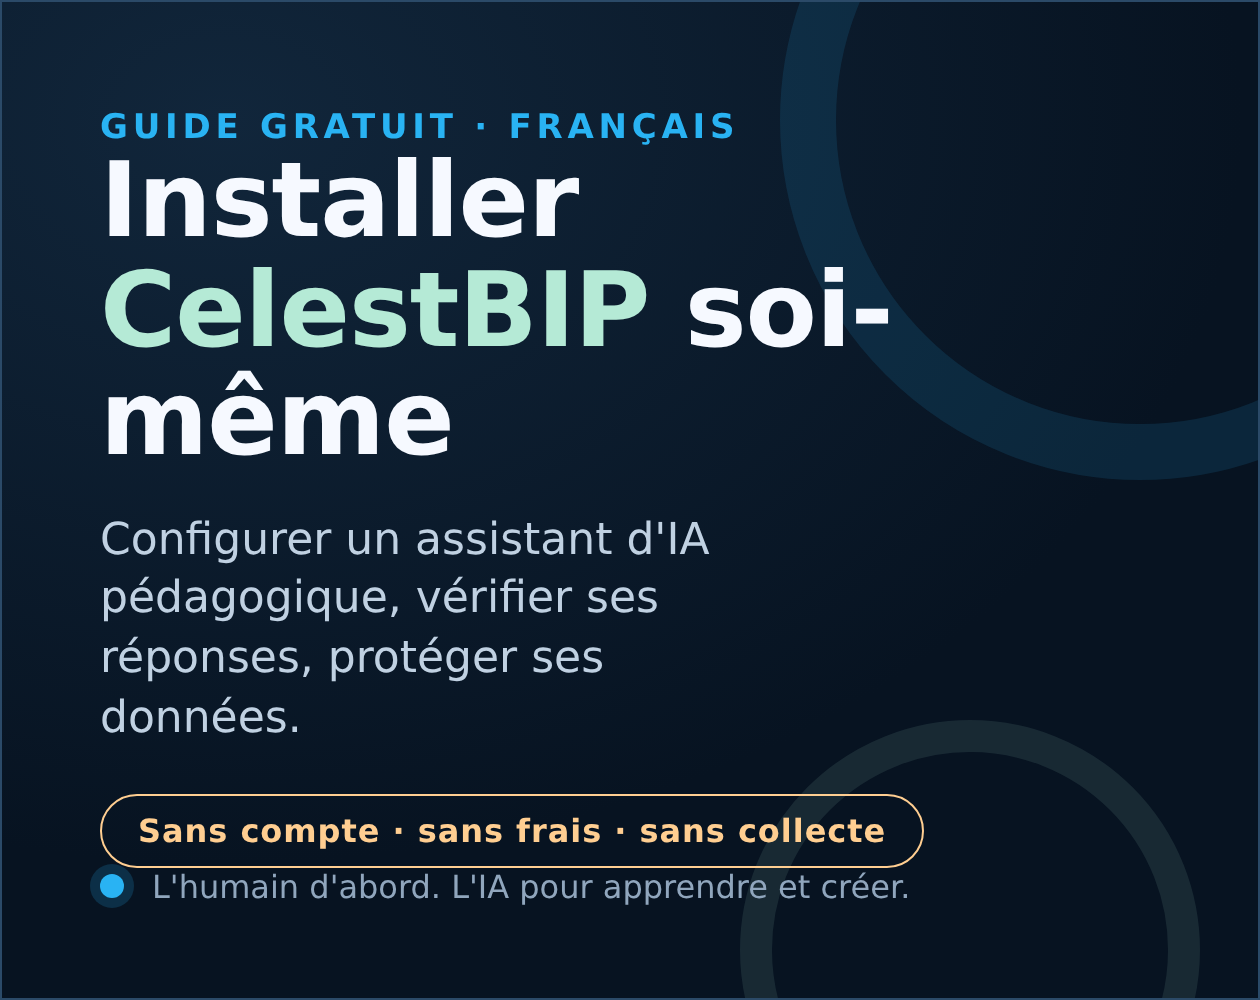 GUIDE GRATUIT · FRANÇAIS
Installer
CelestBIP soi-
même
Configurer un assistant d'IA
pédagogique, vérifier ses
réponses, protéger ses
données.
Sans compte · sans frais · sans collecte
L'humain d'abord. L'IA pour apprendre et créer.